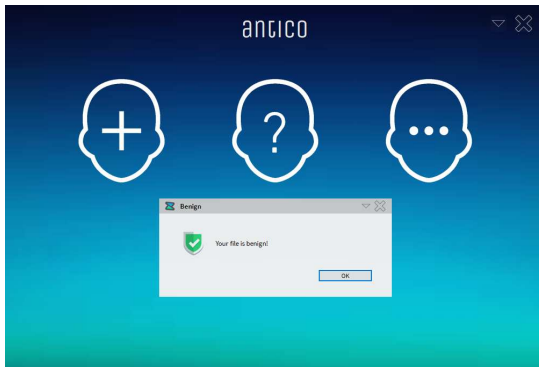 antico
+ ? •••
Benign
Your file is benign!
OK